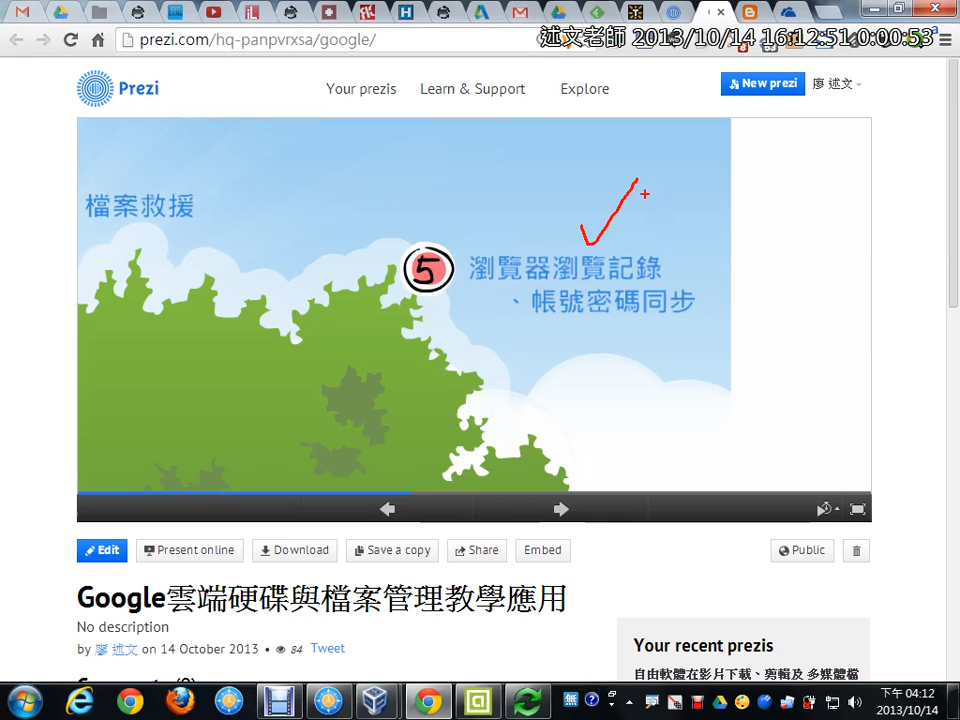 prezi.com/hq-panpvrxsa/google/
述文老師 2013/10/14 16:12:51 0:00:53
Prezi
Your prezis
Learn & Support
Explore
New prezi
廖 述文
檔案救援
5
瀏覽器瀏覽記錄
、帳號密碼同步
Edit
Present online
Download
Save a copy
Share
Embed
Public
Google雲端硬碟與檔案管理教學應用
No description
by 廖 述文 on 14 October 2013 • 84 Tweet
Your recent prezis
自由軟體在影片下載、剪輯及 多媒體檔
下午 04:12
2013/10/14